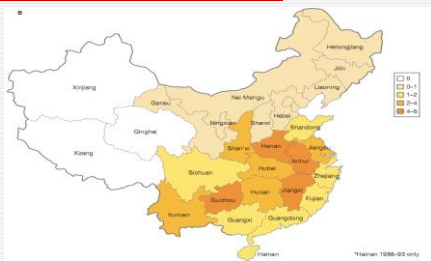 a
Heilongjiang
Jilin
Liaoning
Xinjiang
Nei Mengu
Gansu
Hebei
Ningxian
Shanxi
Shandong
Qinghai
Shan'xi
Henan
Jiangsu
Xizang
Anhui
Sichuan
Hubei
Zhejiang
Hunan
Jiangxi
Guizhou
Fujian
Yunnan
Guangxi
Guangdong
Hainan
0
0–1
1–2
2–4
4–6
*Hainan 1988–93 only